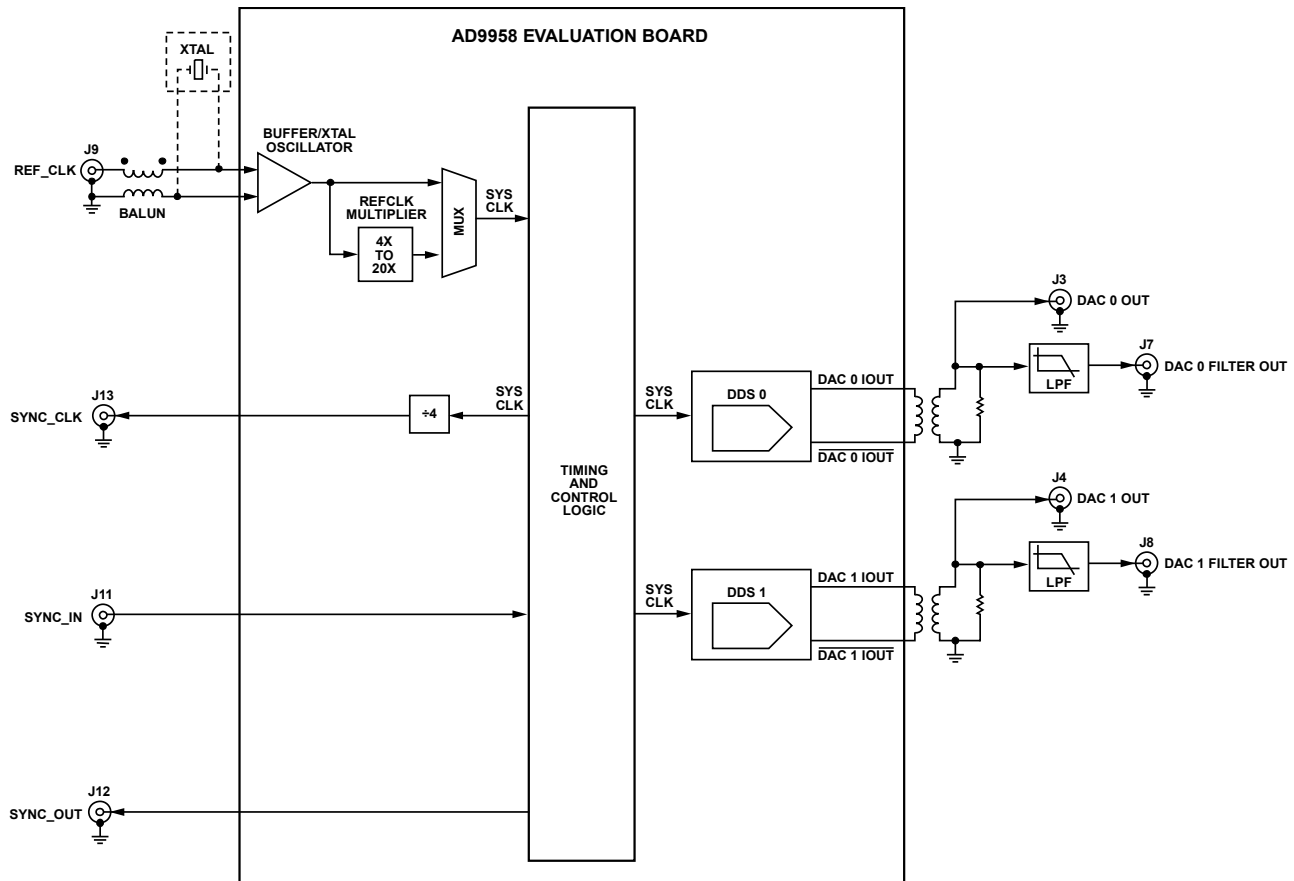 AD9958 EVALUATION BOARD
XTAL
BUFFER/XTAL
OSCILLATOR
J9
REF_CLK
BALUN
REFCLK
MULTIPLIER
4X
TO
20X
MUX
SYS
CLK
J3
DAC 0 OUT
J7
DAC 0 FILTER OUT
LPF
J13
SYNC_CLK
÷4
SYS
CLK
SYS
CLK
DDS 0
DAC 0 IOUT
DAC 0 IOUT
TIMING
AND
CONTROL
LOGIC
J4
DAC 1 OUT
J8
DAC 1 FILTER OUT
LPF
J11
SYNC_IN
SYS
CLK
DDS 1
DAC 1 IOUT
DAC 1 IOUT
J12
SYNC_OUT